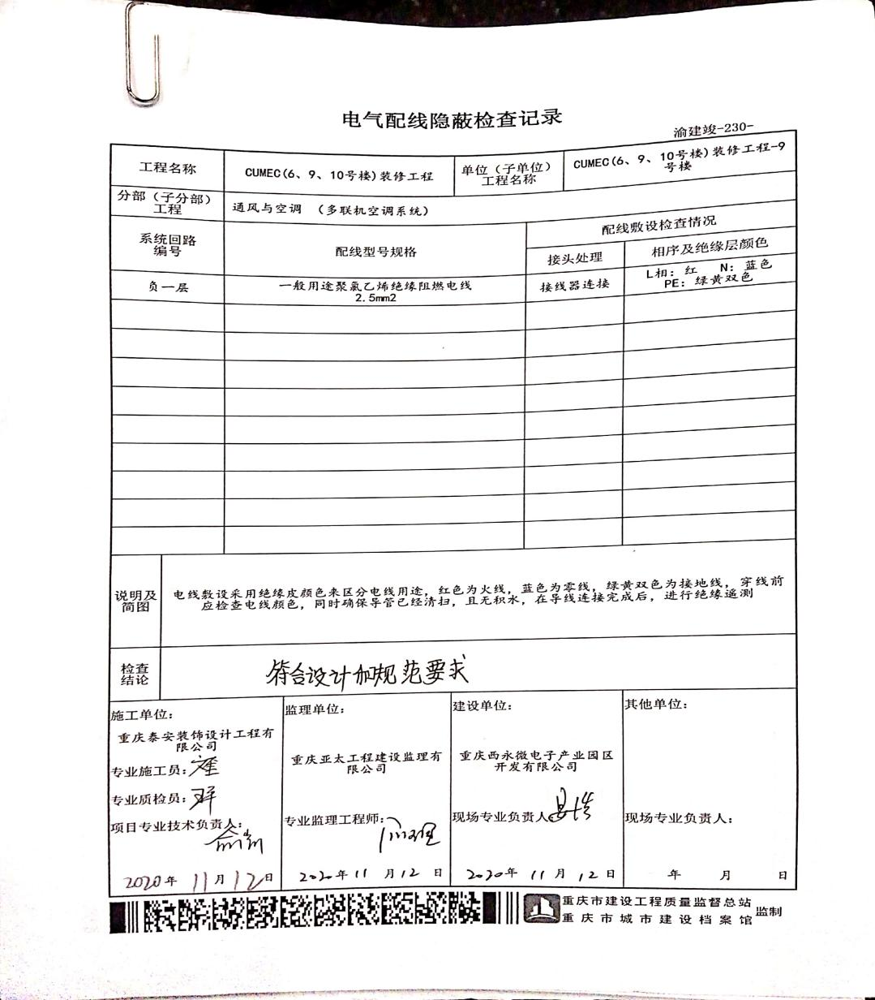 电气配线隐蔽检查记录
渝建竣-230-
工程名称
CUMEC(6、9、10号楼)装修工程
单位（子单位）
工程名称
CUMEC(6、9、10号楼)装修工程-9
号楼
分部（子分部）
工程
通风与空调 （多联机空调系统）
系统回路
编号
配线型号规格
配线敷设检查情况
接头处理
相序及绝缘层颜色
负一层
一般用途聚氯乙烯绝缘阻燃电线
2.5mm2
接线器连接
L相：红 N：蓝色
PE：绿黄双色
说明及
简图
电线敷设采用绝缘皮颜色来区分电线用途，红色为火线，蓝色为零线，绿黄双色为接地线，穿线前
应检查电线颜色，同时确保导管已经清扫，且无积水，在导线连接完成后，进行绝缘遥测
检查
结论
符合设计和规范要求
施工单位：
重庆泰安装饰设计工程有
限公司
专业施工员：
专业质检员：
项目专业技术负责人：
2020年 11月 12日
监理单位：
重庆亚太工程建设监理有
限公司
专业监理工程师：
2020年 11 月 12 日
建设单位：
重庆西永微电子产业园区
开发有限公司
现场专业负责人
2020年 11 月 12 日
其他单位：
现场专业负责人：
年 月 日
重庆市建设工程质量监督总站
重庆市城市建设档案馆
监制